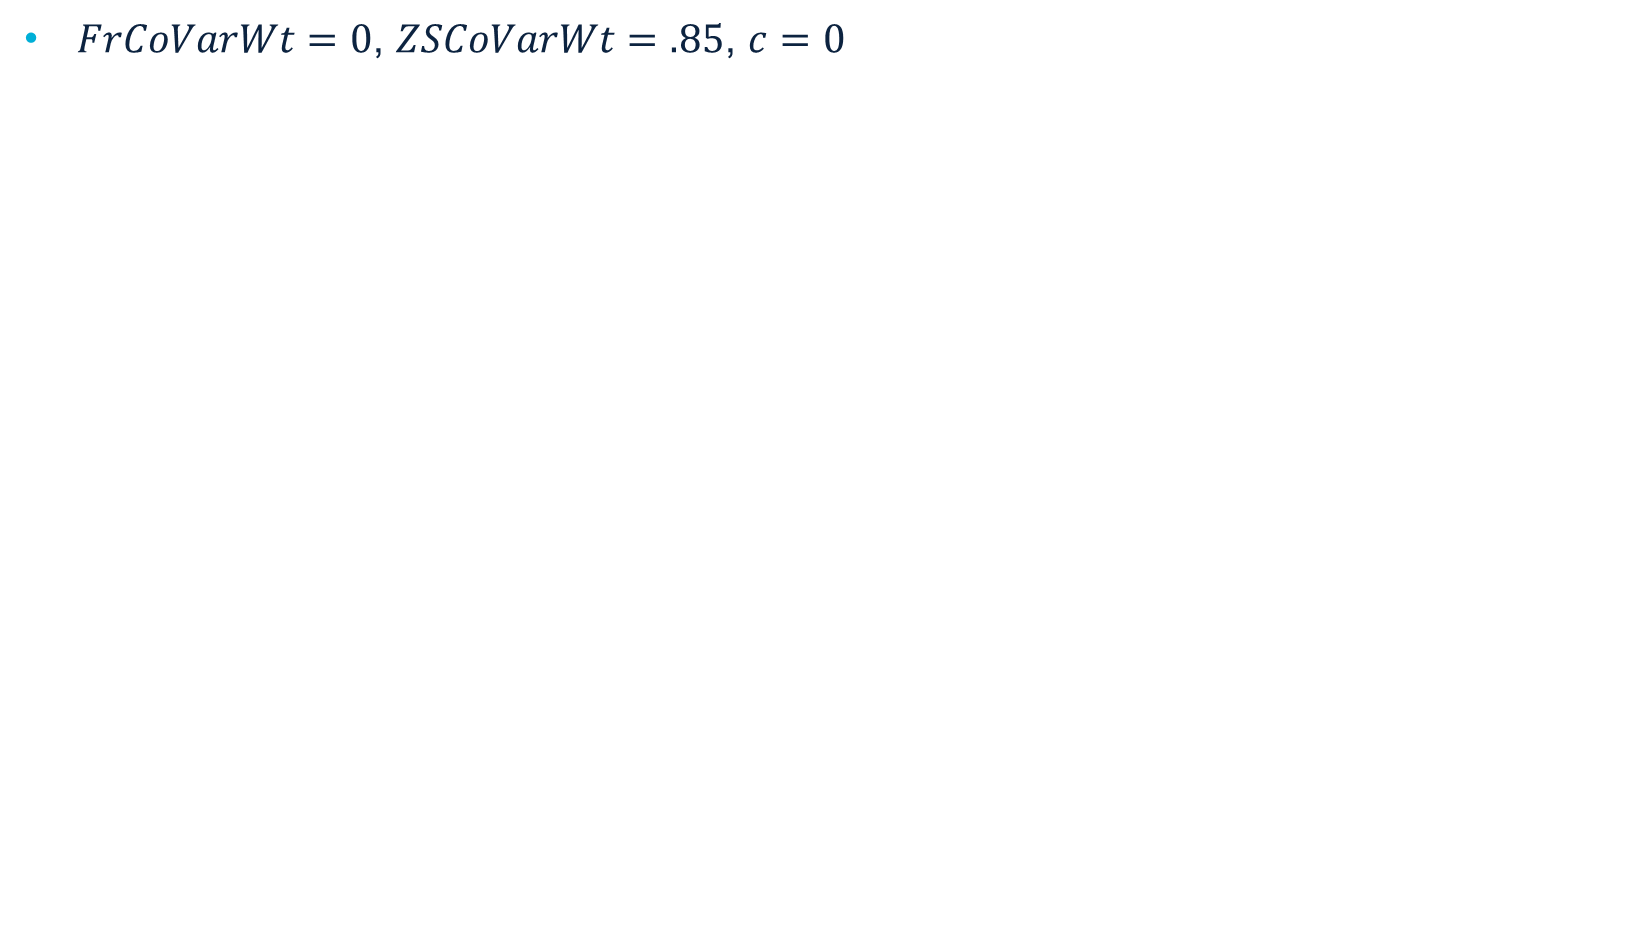 • FrCoVarWt = 0, ZSCoVarWt = .85, c = 0